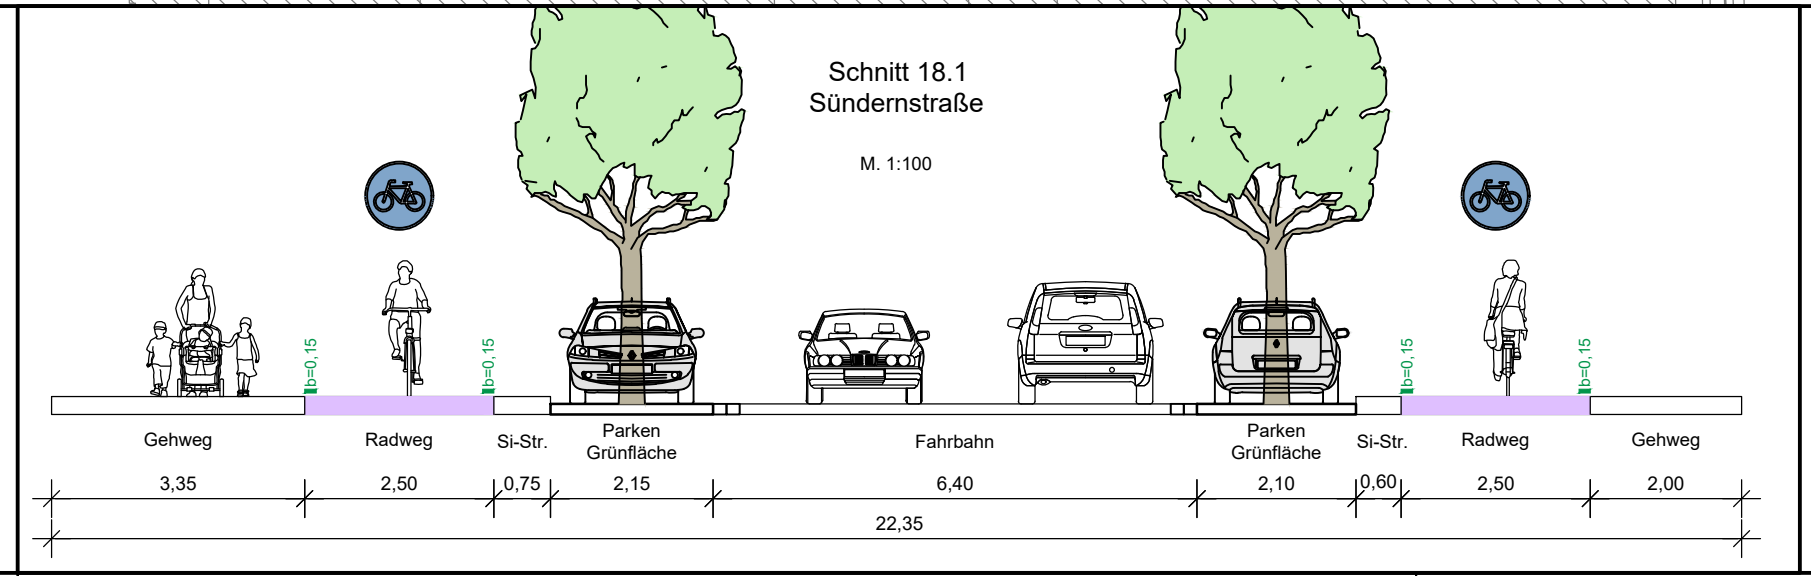 Schnitt 18.1
Sündernstraße
M. 1:100
b=0,15
b=0,15
b=0,15
b=0,15
Gehweg
Radweg
Si-Str.
Parken
Grünfläche
Fahrbahn
Parken
Grünfläche
Si-Str.
Radweg
Gehweg
3,35
2,50
0,75
2,15
6,40
2,10
0,60
2,50
2,00
22,35